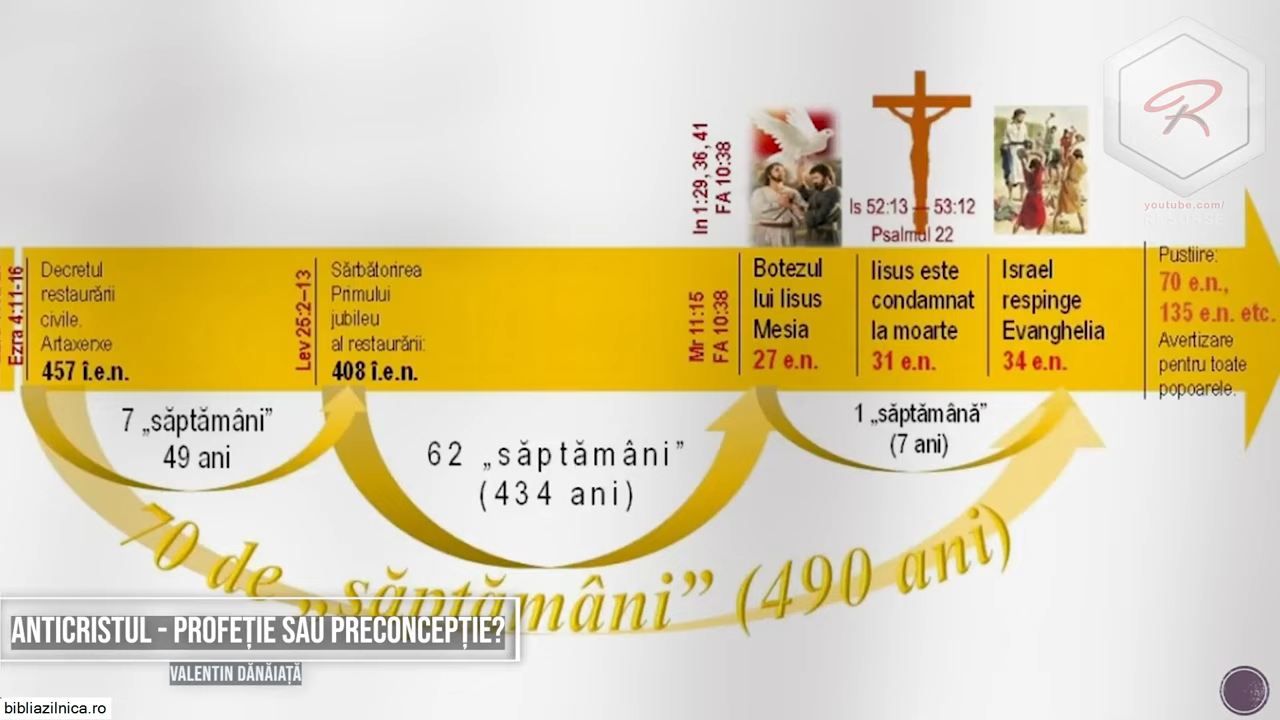 youtube.com/
RESURSE
In 1:29, 36, 41
FA 10:38
Is 52:13 — 53:12
Psalmul 22
Ezra 4:11-16
Decretul
restaurării
civile.
Artaxerxe
457 î.e.n.
Lev 25:2–13
Sărbătorirea
Primului
jubileu
al restaurării:
408 î.e.n.
Mr 11:15
FA 10:38
Botezul
lui Iisus
Mesia
27 e.n.
Iisus este
condamnat
la moarte
31 e.n.
Israel
respinge
Evanghelia
34 e.n.
Pustiire:
70 e.n.,
135 e.n. etc.
Avertizare
pentru toate
popoarele.
7 „săptămâni”
49 ani
62 „săptămâni”
(434 ani)
1 „săptămână”
(7 ani)
70 de „săptămâni” (490 ani)
ANTICRISTUL - PROFEȚIE SAU PRECONCEPȚIE?
VALENTIN DĂNĂIAȚĂ
bibliazilnica.ro